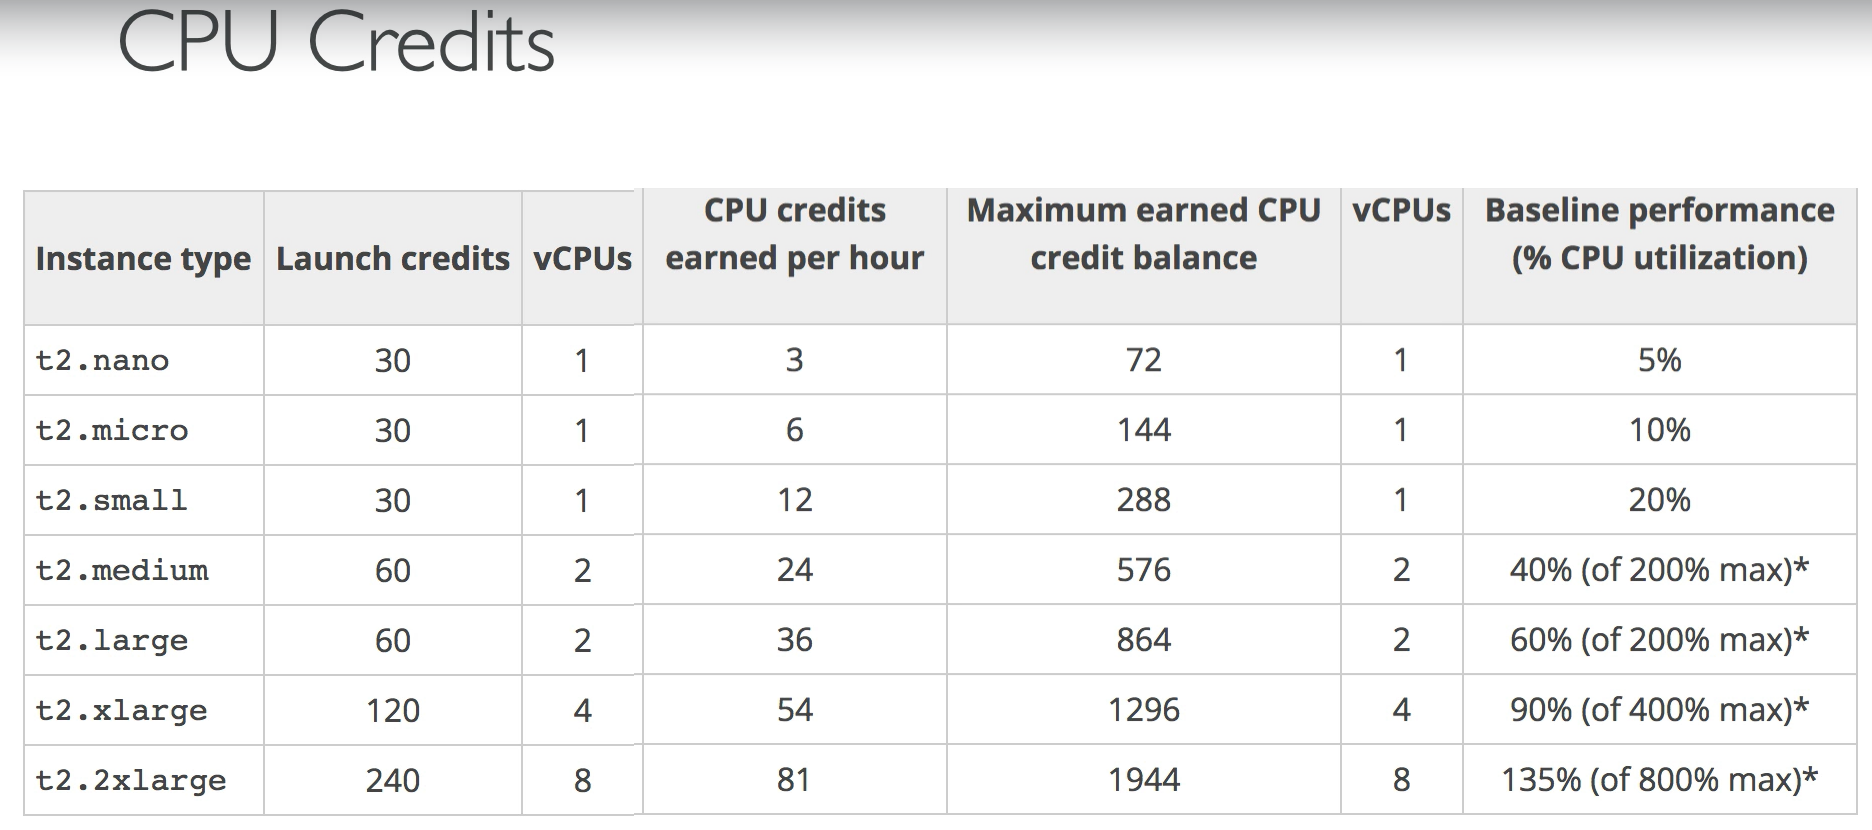 CPU Credits
Instance type Launch credits vCPUs CPU credits earned per hour Maximum earned CPU credit balance vCPUs Baseline performance (% CPU utilization)
t2.nano 30 1 3 72 1 5%
t2.micro 30 1 6 144 1 10%
t2.small 30 1 12 288 1 20%
t2.medium 60 2 24 576 2 40% (of 200% max)*
t2.large 60 2 36 864 2 60% (of 200% max)*
t2.xlarge 120 4 54 1296 4 90% (of 400% max)*
t2.2xlarge 240 8 81 1944 8 135% (of 800% max)*